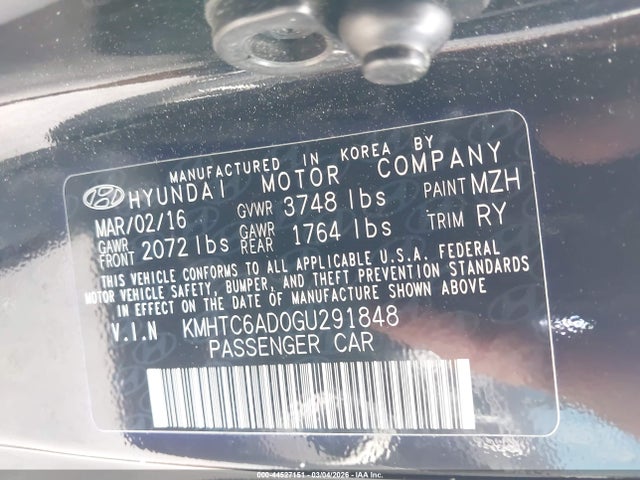 MANUFACTURED IN KOREA BY
HYUNDAI MOTOR COMPANY
MAR/02/16 GVWR 3748 lbs PAINT MZH
GAWR FRONT 2072 lbs GAWR REAR 1764 lbs TRIM RY
THIS VEHICLE CONFORMS TO ALL APPLICABLE U.S.A. FEDERAL
MOTOR VEHICLE SAFETY, BUMPER, AND THEFT PREVENTION STANDARDS
IN EFFECT ON THE DATE OF MANUFACTURE SHOWN ABOVE
V.I.N KMHTC6AD0GU291848
PASSENGER CAR
000-44527151 - 03/04/2026 - IAA Inc.